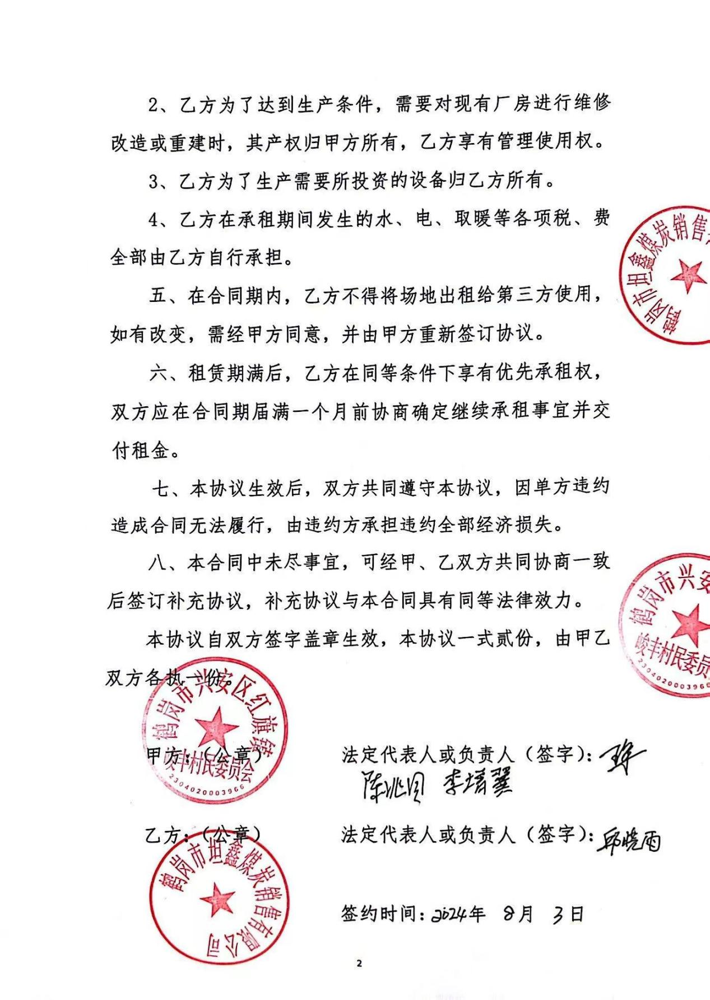 2、乙方为了达到生产条件，需要对现有厂房进行维修
改造或重建时，其产权归甲方所有，乙方享有管理使用权。
3、乙方为了生产需要所投资的设备归乙方所有。
4、乙方在承租期间发生的水、电、取暖等各项税、费
全部由乙方自行承担。
鹤岗市坦鑫煤炭销售
五、在合同期内，乙方不得将场地出租给第三方使用，
如有改变，需经甲方同意，并由甲方重新签订协议。
六、租赁期满后，乙方在同等条件下享有优先承租权，
双方应在合同期届满一个月前协商确定继续承租事宜并交
付租金。
七、本协议生效后，双方共同遵守本协议，因单方违约
造成合同无法履行，由违约方承担违约全部经济损失。
八、本合同中未尽事宜，可经甲、乙双方共同协商一致
后签订补充协议，补充协议与本合同具有同等法律效力。
鹤岗市兴安
峻丰村民委员
2304020003966
本协议自双方签字盖章生效，本协议一式贰份，由甲乙
双方各执一份。
鹤岗市兴安区红旗镇
峻丰村民委员会
2304020003966
甲方：（公章） 法定代表人或负责人（签字）：
李增翼
乙方：（公章） 法定代表人或负责人（签字）：邱晓雨
鹤岗市坦鑫煤炭销售有限公司
签约时间：2024年 8月 3日
2